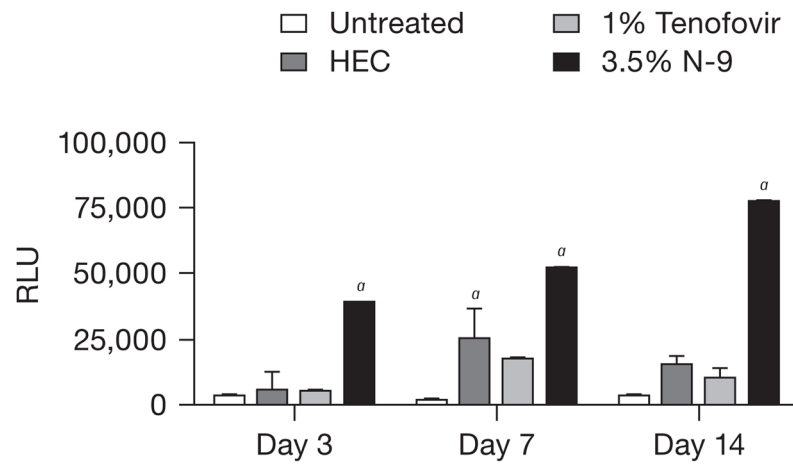 Untreated
1% Tenofovir
HEC
3.5% N-9
100,000
75,000
50,000
25,000
0
RLU
a
a
a
a
Day 3
Day 7
Day 14